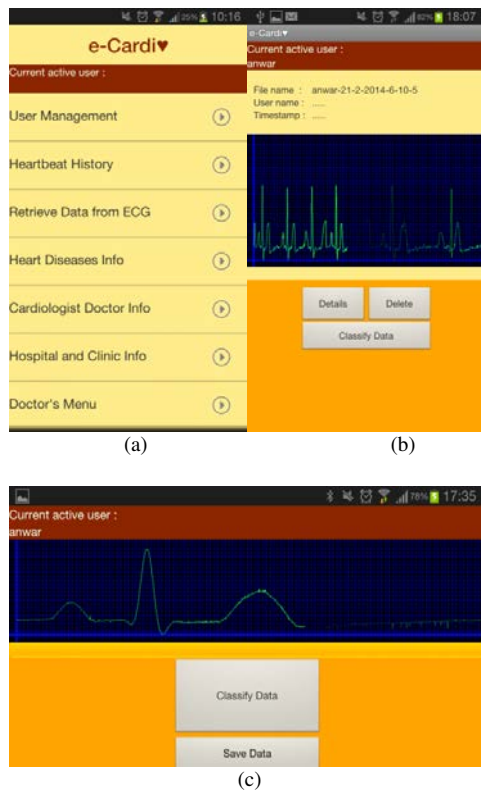 25% 10:16
e-Cardi♥
Current active user :
User Management
Heartbeat History
Retrieve Data from ECG
Heart Diseases Info
Cardiologist Doctor Info
Hospital and Clinic Info
Doctor's Menu
(a)
82% 18:07
e-Cardi♥
Current active user :
anwar
File name : anwar-21-2-2014-6-10-5
User name : .....
Timestamp : .....
Details
Delete
Classify Data
(b)
78% 17:35
Current active user :
anwar
Classify Data
Save Data
(c)